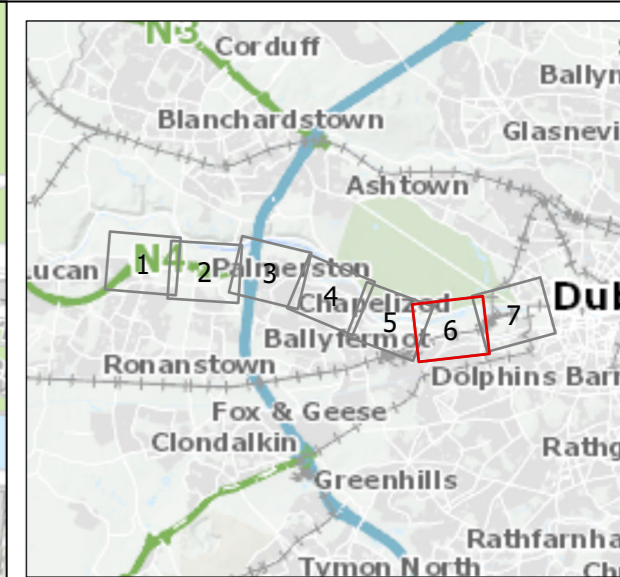 N3
Corduff
Ballyn
Blanchardstown
Glasnevi
Ashtown
1
N4
2
Palmerston
3
Lucan
4
Chapelizod
5
6
7
Dub
Ballyfermot
Ronanstown
Dolphins Barr
Fox & Geese
Clondalkin
Rathg
Greenhills
Rathfarnha
Tymon North